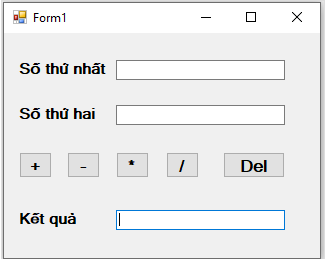 Form1
Số thứ nhất
Số thứ hai
+ - * / Del
Kết quả